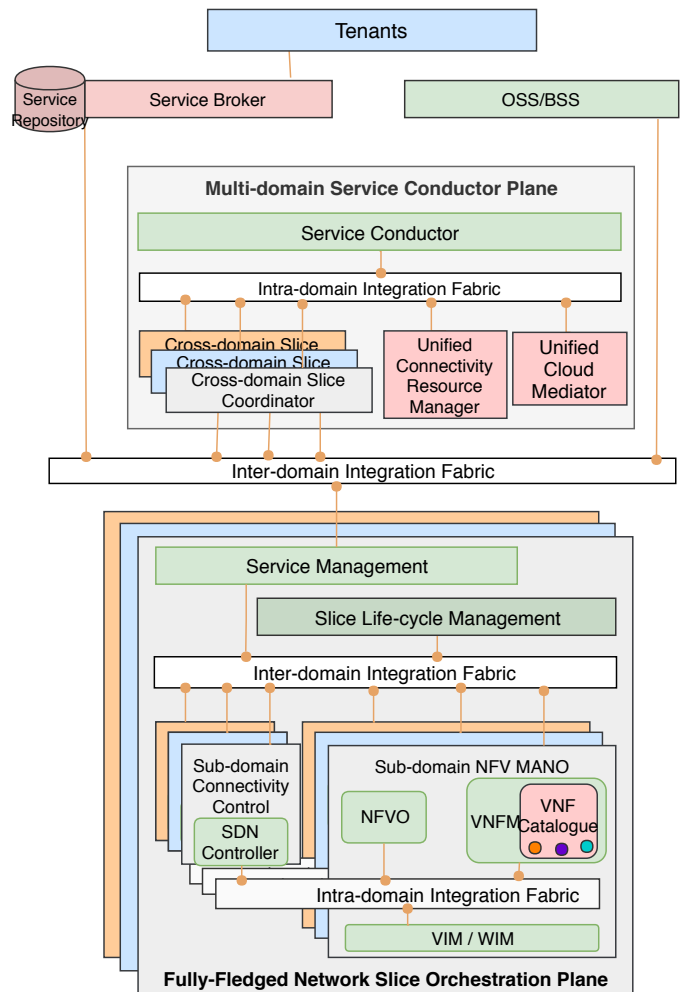 Tenants
Service
Repository
Service Broker
OSS/BSS
Multi-domain Service Conductor Plane
Service Conductor
Intra-domain Integration Fabric
Cross-domain Slice
Cross-domain Slice
Cross-domain Slice
Coordinator
Unified
Connectivity
Resource
Manager
Unified
Cloud
Mediator
Inter-domain Integration Fabric
Service Management
Slice Life-cycle Management
Inter-domain Integration Fabric
Sub-domain
Connectivity
Control
SDN
Controller
Sub-domain NFV MANO
NFVO
VNFM
VNF
Catalogue
Intra-domain Integration Fabric
VIM / WIM
Fully-Fledged Network Slice Orchestration Plane